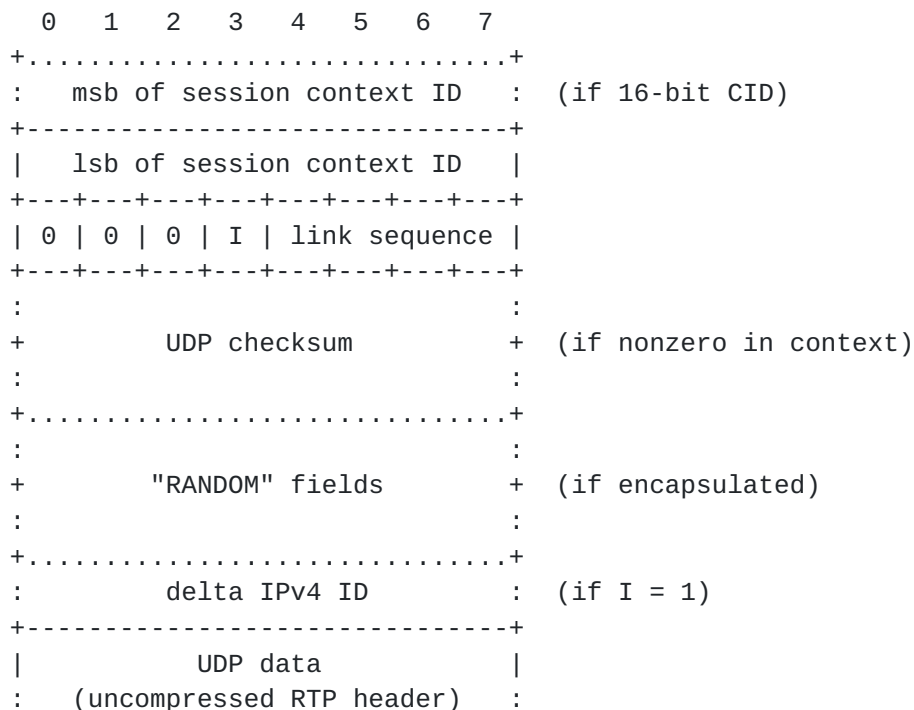 0   1   2   3   4   5   6   7
+...............................+
:   msb of session context ID   :  (if 16-bit CID)
+-------------------------------+
|   lsb of session context ID   |
+---+---+---+---+---+---+---+---+
| 0 | 0 | 0 | I | link sequence |
+---+---+---+---+---+---+---+---+
:                               :
+         UDP checksum          +  (if nonzero in context)
:                               :
+...............................+
:                               :
+        "RANDOM" fields        +  (if encapsulated)
:                               :
+...............................+
:         delta IPv4 ID         :  (if I = 1)
+-------------------------------+
|           UDP data            |
:   (uncompressed RTP header)   :